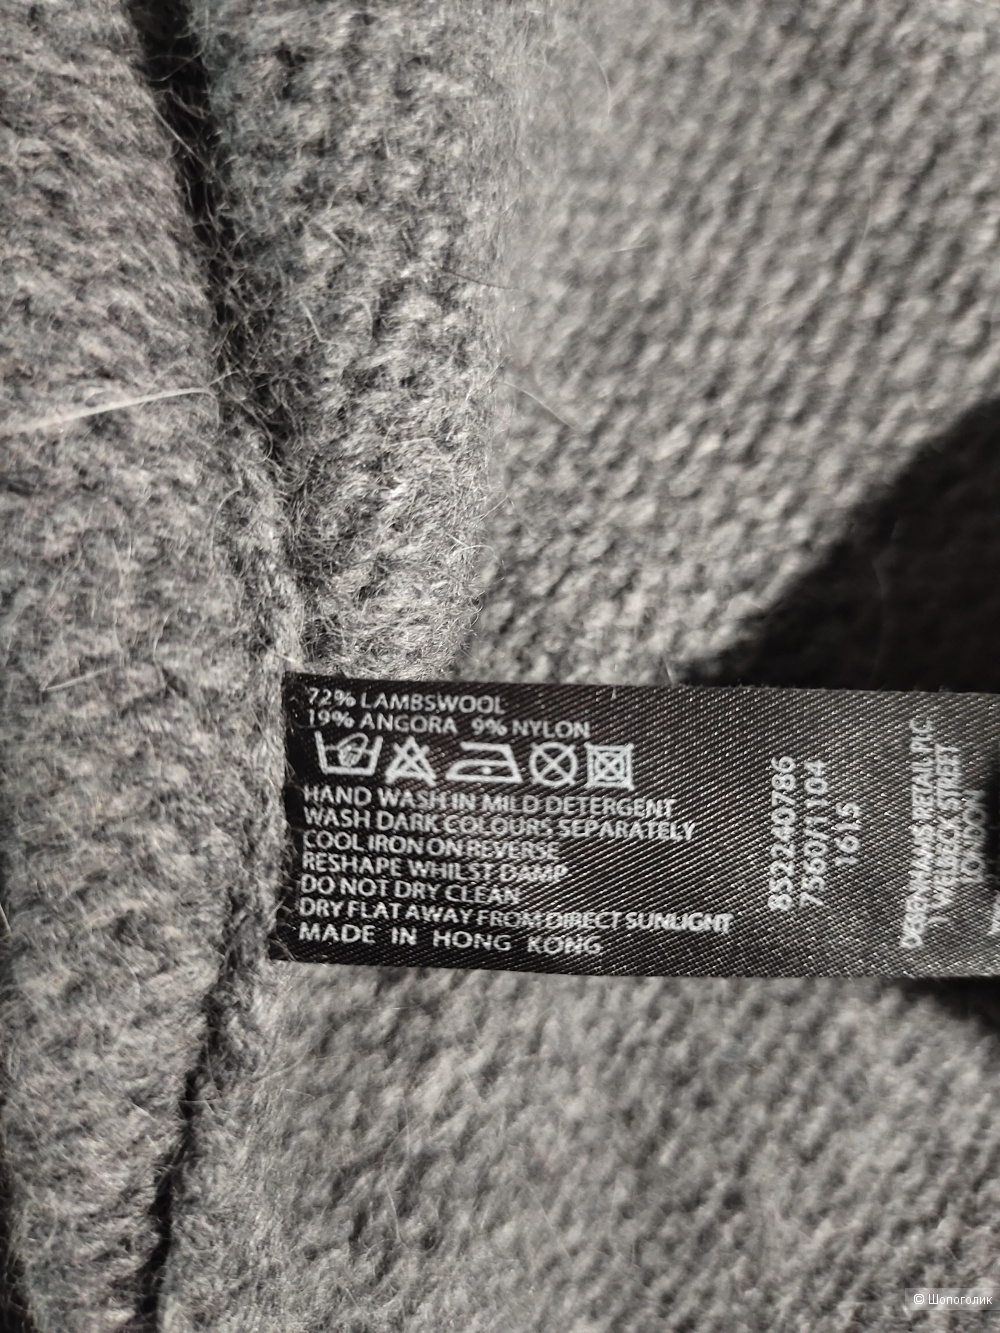 72% LAMBSWOOL
19% ANGORA 9% NYLON
HAND WASH IN MILD DETERGENT
WASH DARK COLOURS SEPARATELY
COOL IRON ON REVERSE
RESHAPE WHILST DAMP
DO NOT DRY CLEAN
DRY FLAT AWAY FROM DIRECT SUNLIGHT
MADE IN HONG KONG
852240786
7560/1104
1615
DEBENHAMS RETAIL PLC
1 WELBECK STREET
LONDON
© Шопоголик